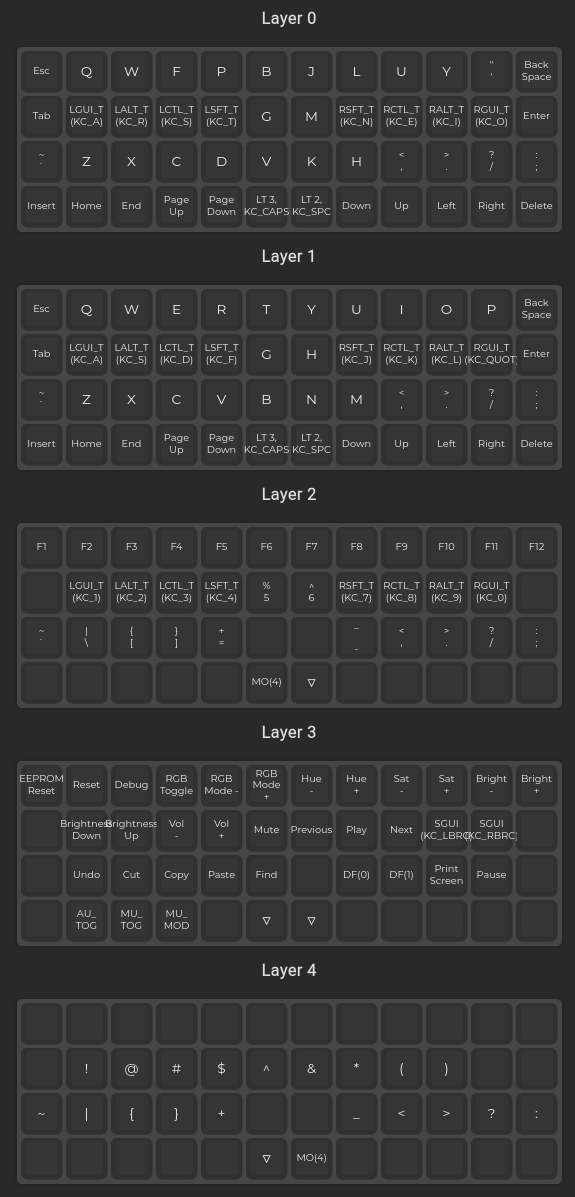 Layer 0
Esc Q W F P B J L U Y " ' Back Space
Tab LGUI_T (KC_A) LALT_T (KC_R) LCTL_T (KC_S) LSFT_T (KC_T) G M RSFT_T (KC_N) RCTL_T (KC_E) RALT_T (KC_I) RGUI_T (KC_O) Enter
~ ` Z X C D V K H < , > . ? / : ;
Insert Home End Page Up Page Down LT 3, KC_CAPS LT 2, KC_SPC Down Up Left Right Delete
Layer 1
Esc Q W E R T Y U I O P Back Space
Tab LGUI_T (KC_A) LALT_T (KC_S) LCTL_T (KC_D) LSFT_T (KC_F) G H RSFT_T (KC_J) RCTL_T (KC_K) RALT_T (KC_L) RGUI_T (KC_QUOT) Enter
~ ` Z X C V B N M < , > . ? / : ;
Insert Home End Page Up Page Down LT 3, KC_CAPS LT 2, KC_SPC Down Up Left Right Delete
Layer 2
F1 F2 F3 F4 F5 F6 F7 F8 F9 F10 F11 F12
LGUI_T (KC_1) LALT_T (KC_2) LCTL_T (KC_3) LSFT_T (KC_4) % 5 ^ 6 RSFT_T (KC_7) RCTL_T (KC_8) RALT_T (KC_9) RGUI_T (KC_0)
~ ` | \ { [ } ] + = _ - < , > . ? / : ;
MO(4) ▽
Layer 3
EEPROM Reset Reset Debug RGB Toggle RGB Mode - RGB Mode + Hue - Hue + Sat - Sat + Bright - Bright +
Brightness Down Brightness Up Vol - Vol + Mute Previous Play Next SGUI (KC_LBRC) SGUI (KC_RBRC)
Undo Cut Copy Paste Find DF(0) DF(1) Print Screen Pause
AU_ TOG MU_ TOG MU_ MOD ▽ ▽
Layer 4
! @ # $ ^ & * ( )
~ | { } + _ < > ? :
▽ MO(4)